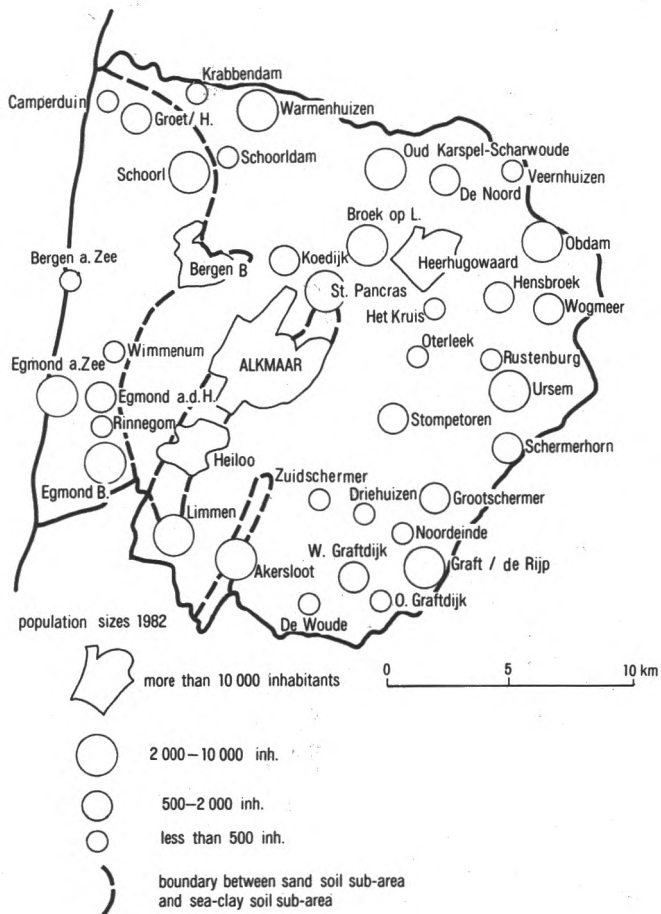 Krabbendam
Camperduin
Groet/ H.
Warmenhuizen
Oud Karspel-Scharwoude
Schoorldam
Schoorl
Veernhuizen
De Noord
Broek op L.
Obdam
Bergen a. Zee
Bergen B
Koedijk
Heerhugowaard
St. Pancras
Hensbroek
Het Kruis
Wogmeer
Wimmenum
Oterleek
Egmond a.Zee
ALKMAAR
Rustenburg
Egmond a.d. H.
Ursem
Rinnegom
Stompetoren
Schermerhorn
Heiloo
Egmond B.
Zuidschermer
Driehuizen
Grootschermer
Limmen
Noordeinde
W. Graftdijk
Akersloot
Graft / de Rijp
O. Graftdijk
De Woude
population sizes 1982
more than 10 000 inhabitants
0 5 10 km
2 000–10 000 inh.
500–2 000 inh.
less than 500 inh.
boundary between sand soil sub-area
and sea-clay soil sub-area